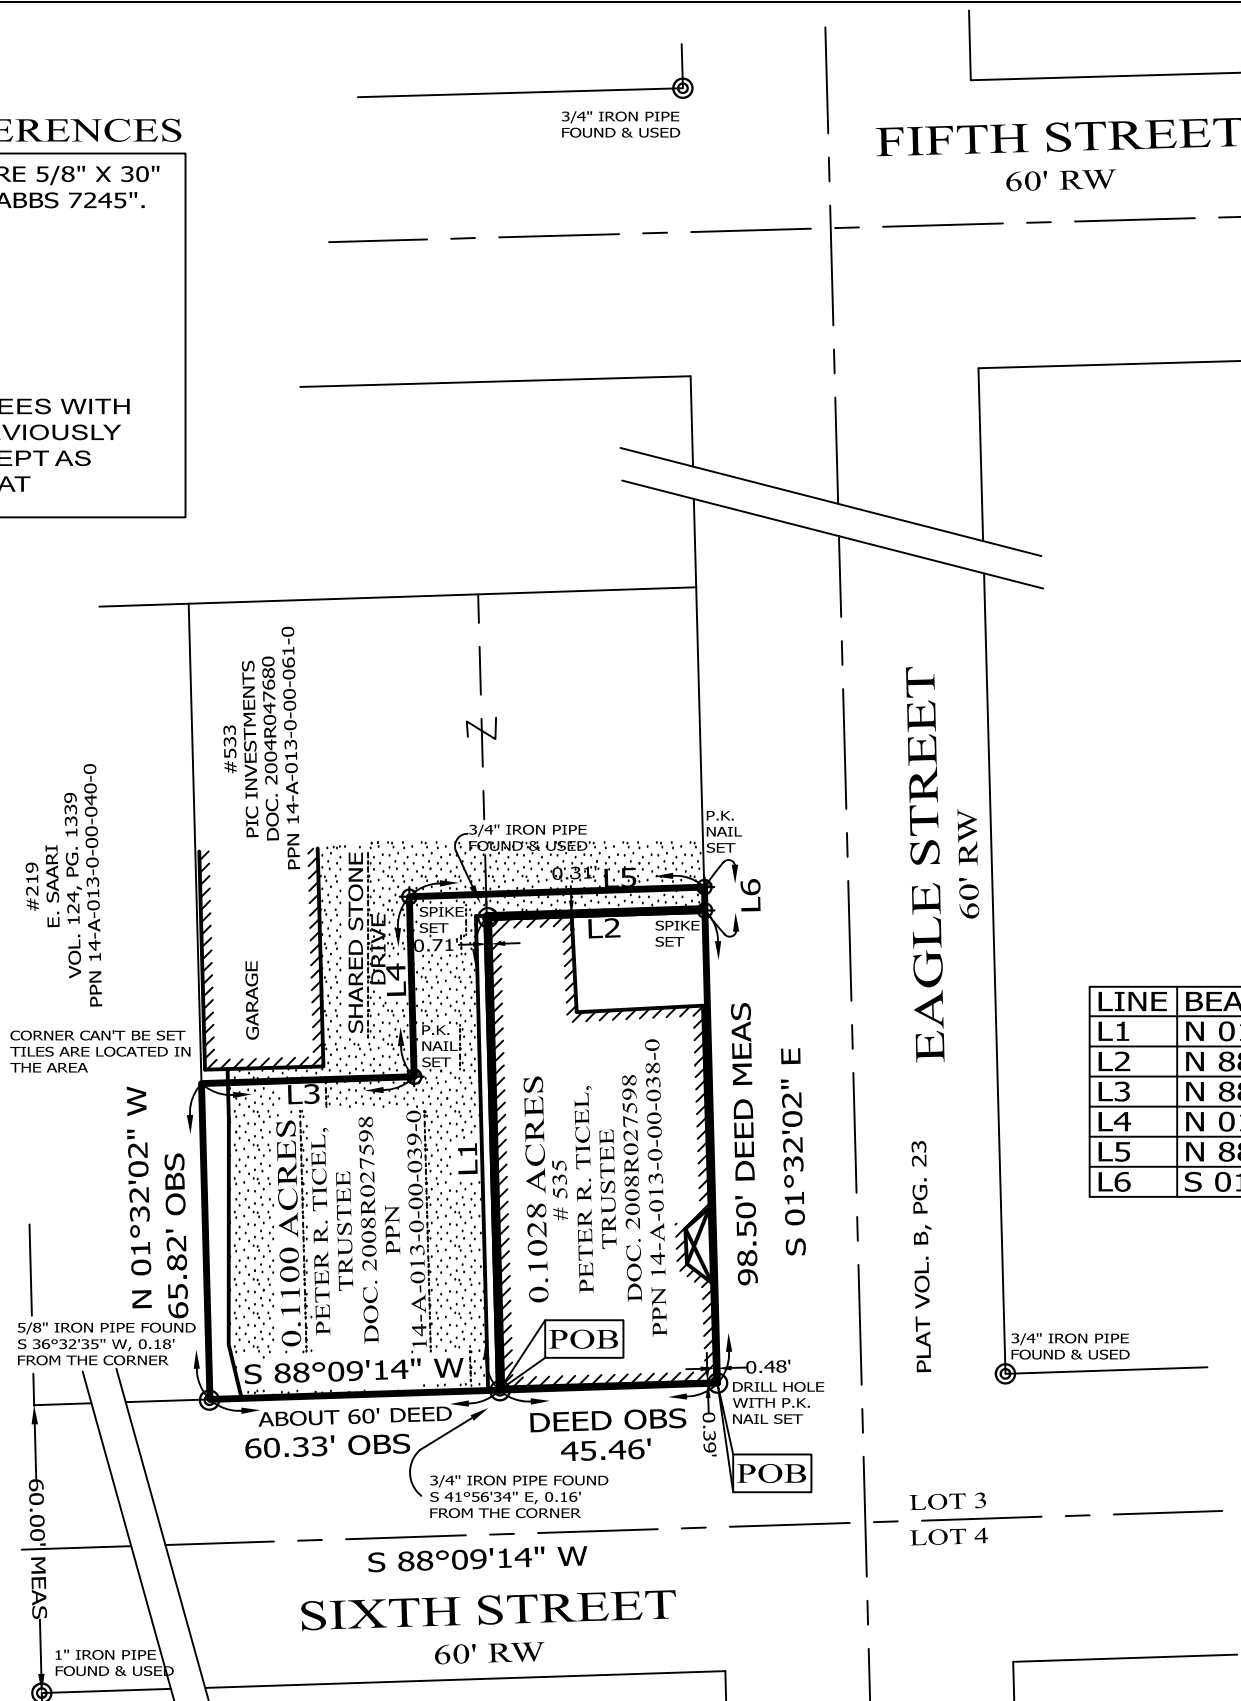 3/4" IRON PIPE
FOUND & USED
FIFTH STREET
60' RW
ERENCES
RE 5/8" X 30"
ABBS 7245".
EES WITH
VIOUSLY
EPT AS
AT
#219
E. SAARI
VOL. 124, PG. 1339
PPN 14-A-013-0-00-040-0
#533
PIC INVESTMENTS
DOC. 2004R047680
PPN 14-A-013-0-00-061-0
Z
3/4" IRON PIPE
FOUND & USED
P.K.
NAIL
SET
0.31'
L5
L6
SPIKE
SET
0.71'
L2
SPIKE
SET
GARAGE
SHARED STONE
DRIVE
L4
P.K.
NAIL
SET
CORNER CAN'T BE SET
TILES ARE LOCATED IN
THE AREA
L3
L1
N 01°32'02" W
65.82' OBS
0.1100 ACRES
PETER R. TICEL,
TRUSTEE
DOC. 2008R027598
PPN
14-A-013-0-00-039-0
0.1028 ACRES
# 535
PETER R. TICEL,
TRUSTEE
DOC. 2008R027598
PPN 14-A-013-0-00-038-0
98.50' DEED MEAS
S 01°32'02" E
EAGLE STREET
60' RW
PLAT VOL. B, PG. 23
LINE BEA
L1 N 01
L2 N 88
L3 N 88
L4 N 01
L5 N 88
L6 S 01
5/8" IRON PIPE FOUND
S 36°32'35" W, 0.18'
FROM THE CORNER
S 88°09'14" W
POB
ABOUT 60' DEED
60.33' OBS
DEED OBS
45.46'
0.48'
DRILL HOLE
WITH P.K.
NAIL SET
0.39'
POB
3/4" IRON PIPE
FOUND & USED
3/4" IRON PIPE FOUND
S 41°56'34" E, 0.16'
FROM THE CORNER
60.00' MEAS
LOT 3
LOT 4
S 88°09'14" W
SIXTH STREET
60' RW
1" IRON PIPE
FOUND & USED